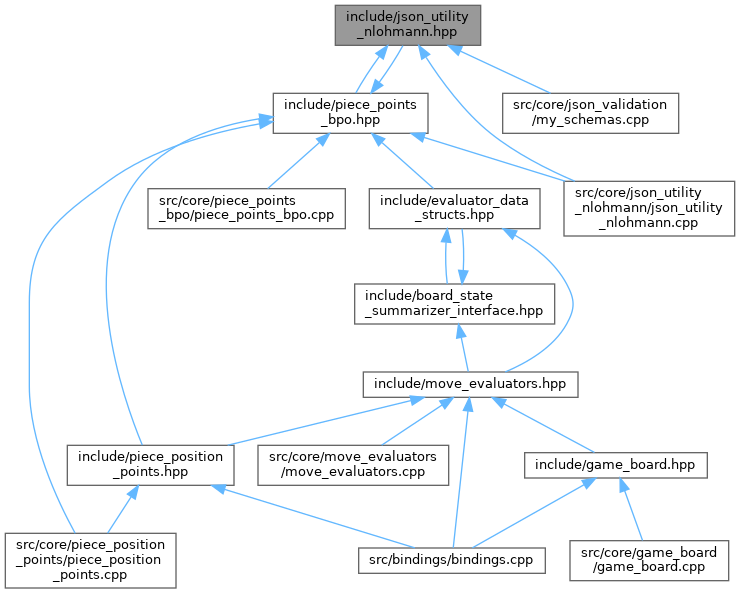 include/json_utility
_nlohmann.hpp
include/piece_points
_bpo.hpp
src/core/json_validation
/my_schemas.cpp
src/core/piece_points
_bpo/piece_points_bpo.cpp
include/evaluator_data
_structs.hpp
src/core/json_utility
_nlohmann/json_utility
_nlohmann.cpp
include/board_state
_summarizer_interface.hpp
include/move_evaluators.hpp
include/piece_position
_points.hpp
src/core/move_evaluators
/move_evaluators.cpp
include/game_board.hpp
src/core/piece_position
_points/piece_position
_points.cpp
src/bindings/bindings.cpp
src/core/game_board
/game_board.cpp